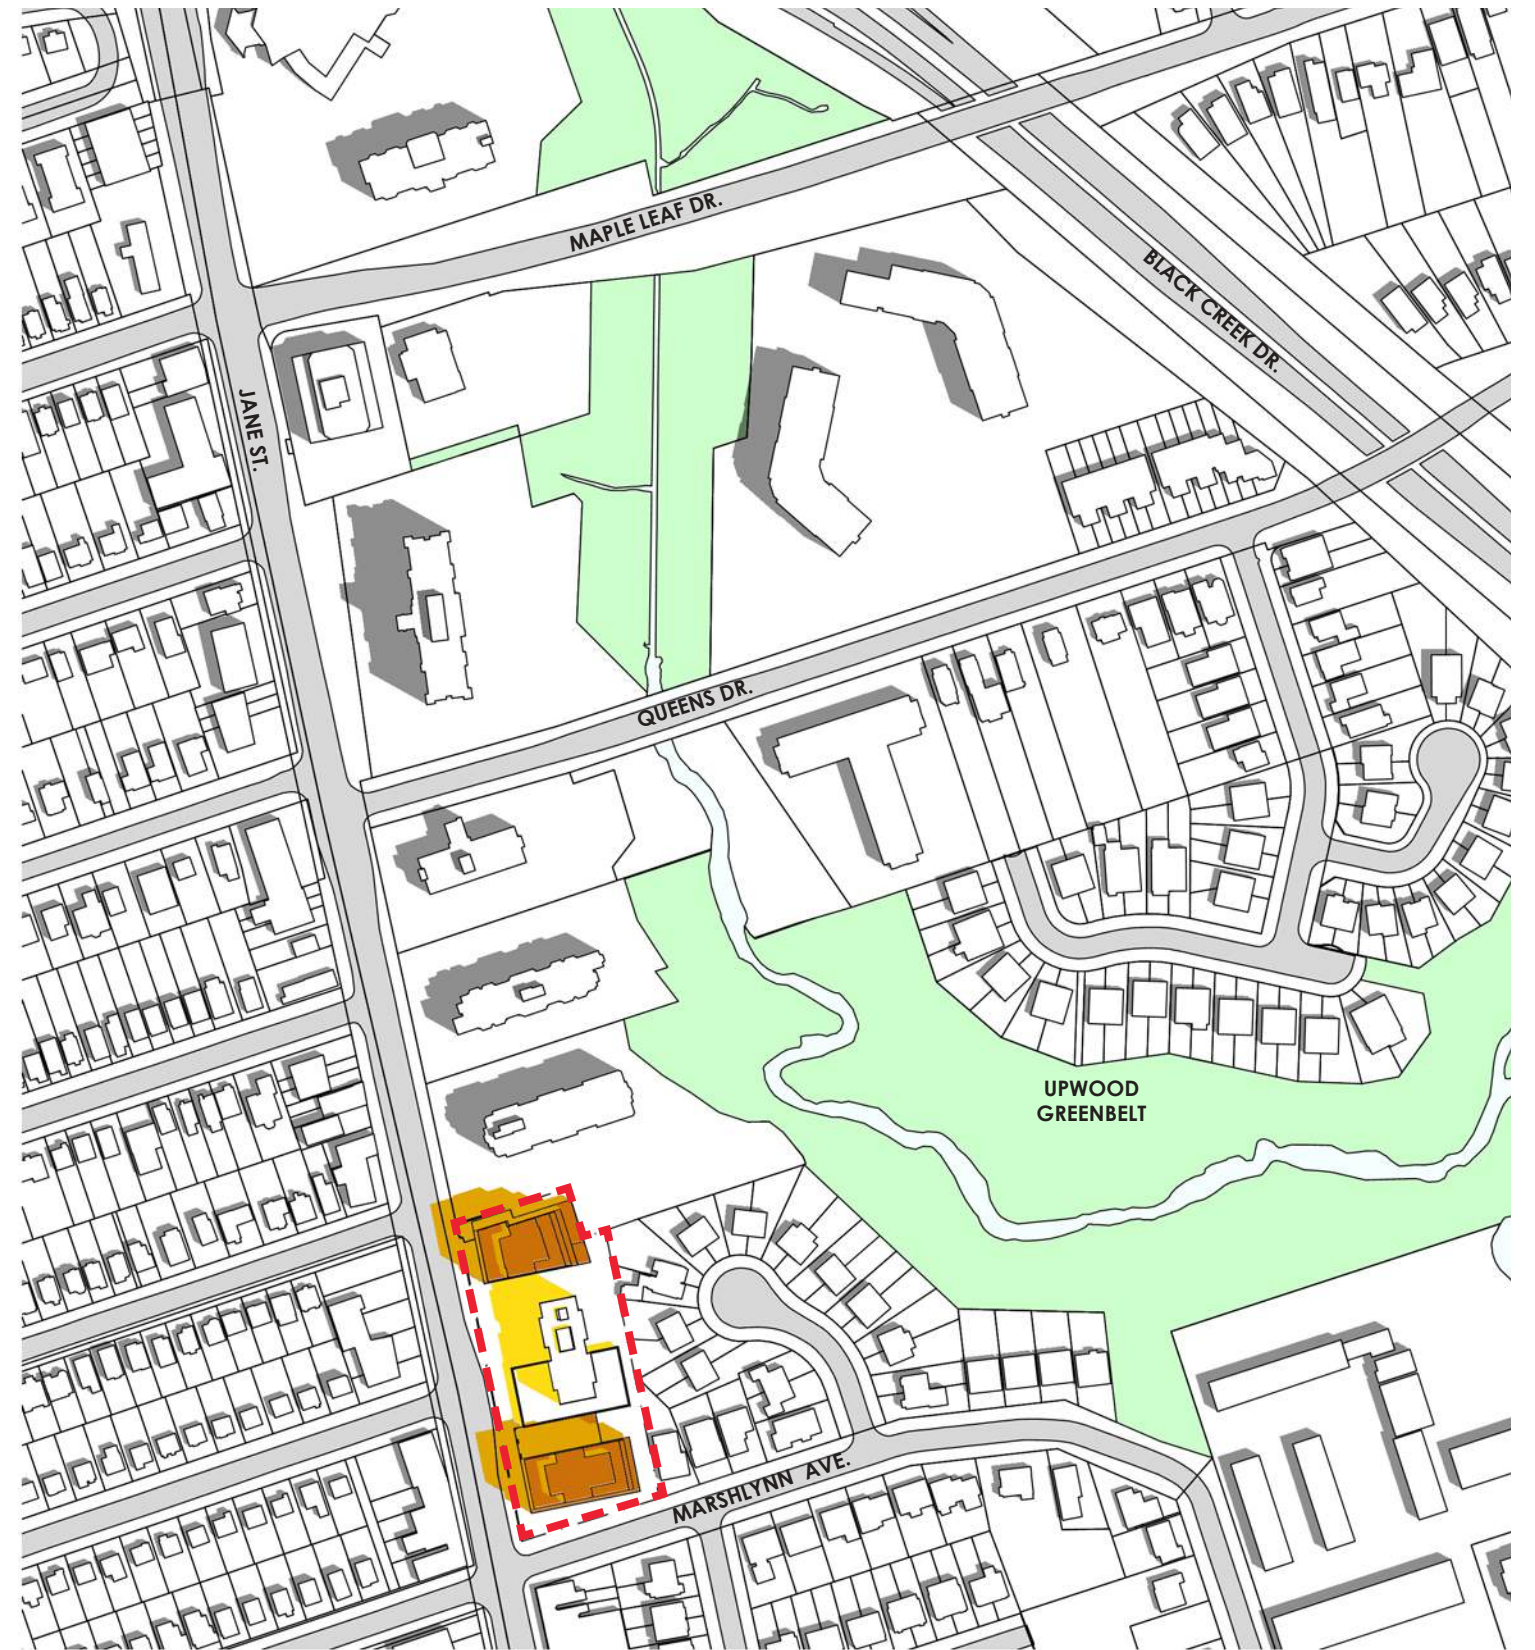 MAPLE LEAF DR.
BLACK CREEK DR.
JANE ST.
QUEENS DR.
UPWOOD
GREENBELT
MARSHLYNN AVE.